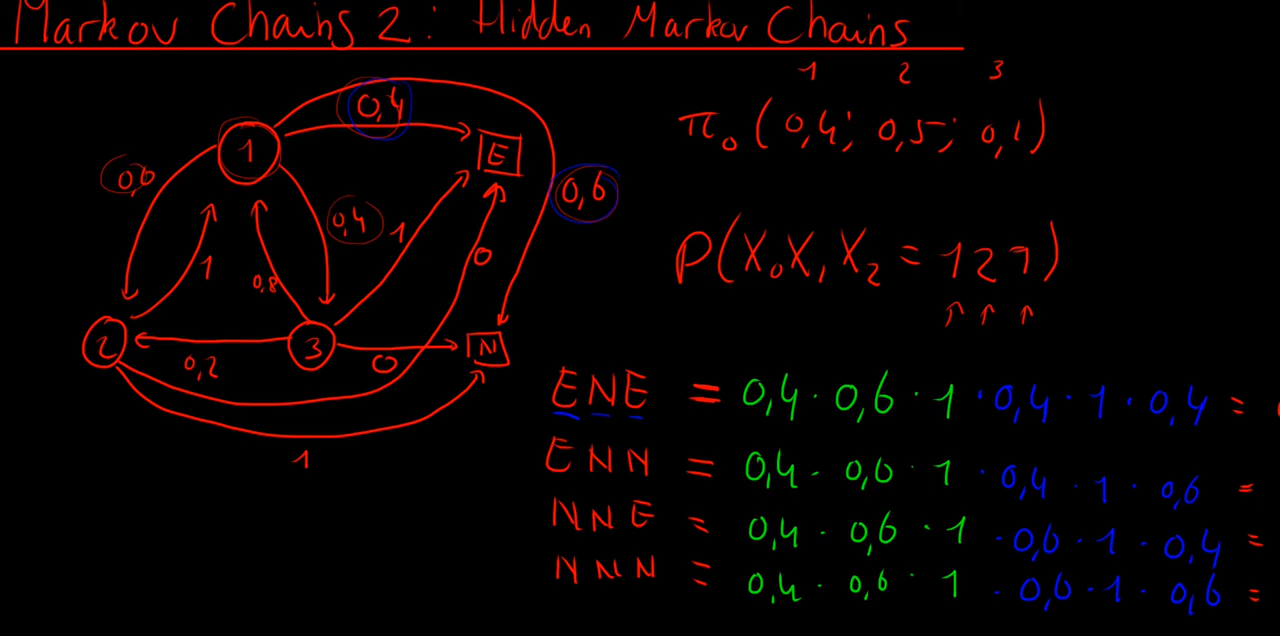 Markov Chains 2: Hidden Markov Chains
1 2 3
π₀ (0,4; 0,5; 0,1)
0,4
1
E
0,6
0,6
0,4
1
0
1
0,8
P(X₀X₁X₂ = 121)
2
3
N
0,2
0
1
ENE = 0,4 · 0,6 · 1 · 0,4 · 1 · 0,4 =
ENN = 0,4 · 0,6 · 1 · 0,4 · 1 · 0,6 =
NNE = 0,4 · 0,6 · 1 · 0,6 · 1 · 0,4 =
NNN = 0,4 · 0,6 · 1 · 0,6 · 1 · 0,6 =